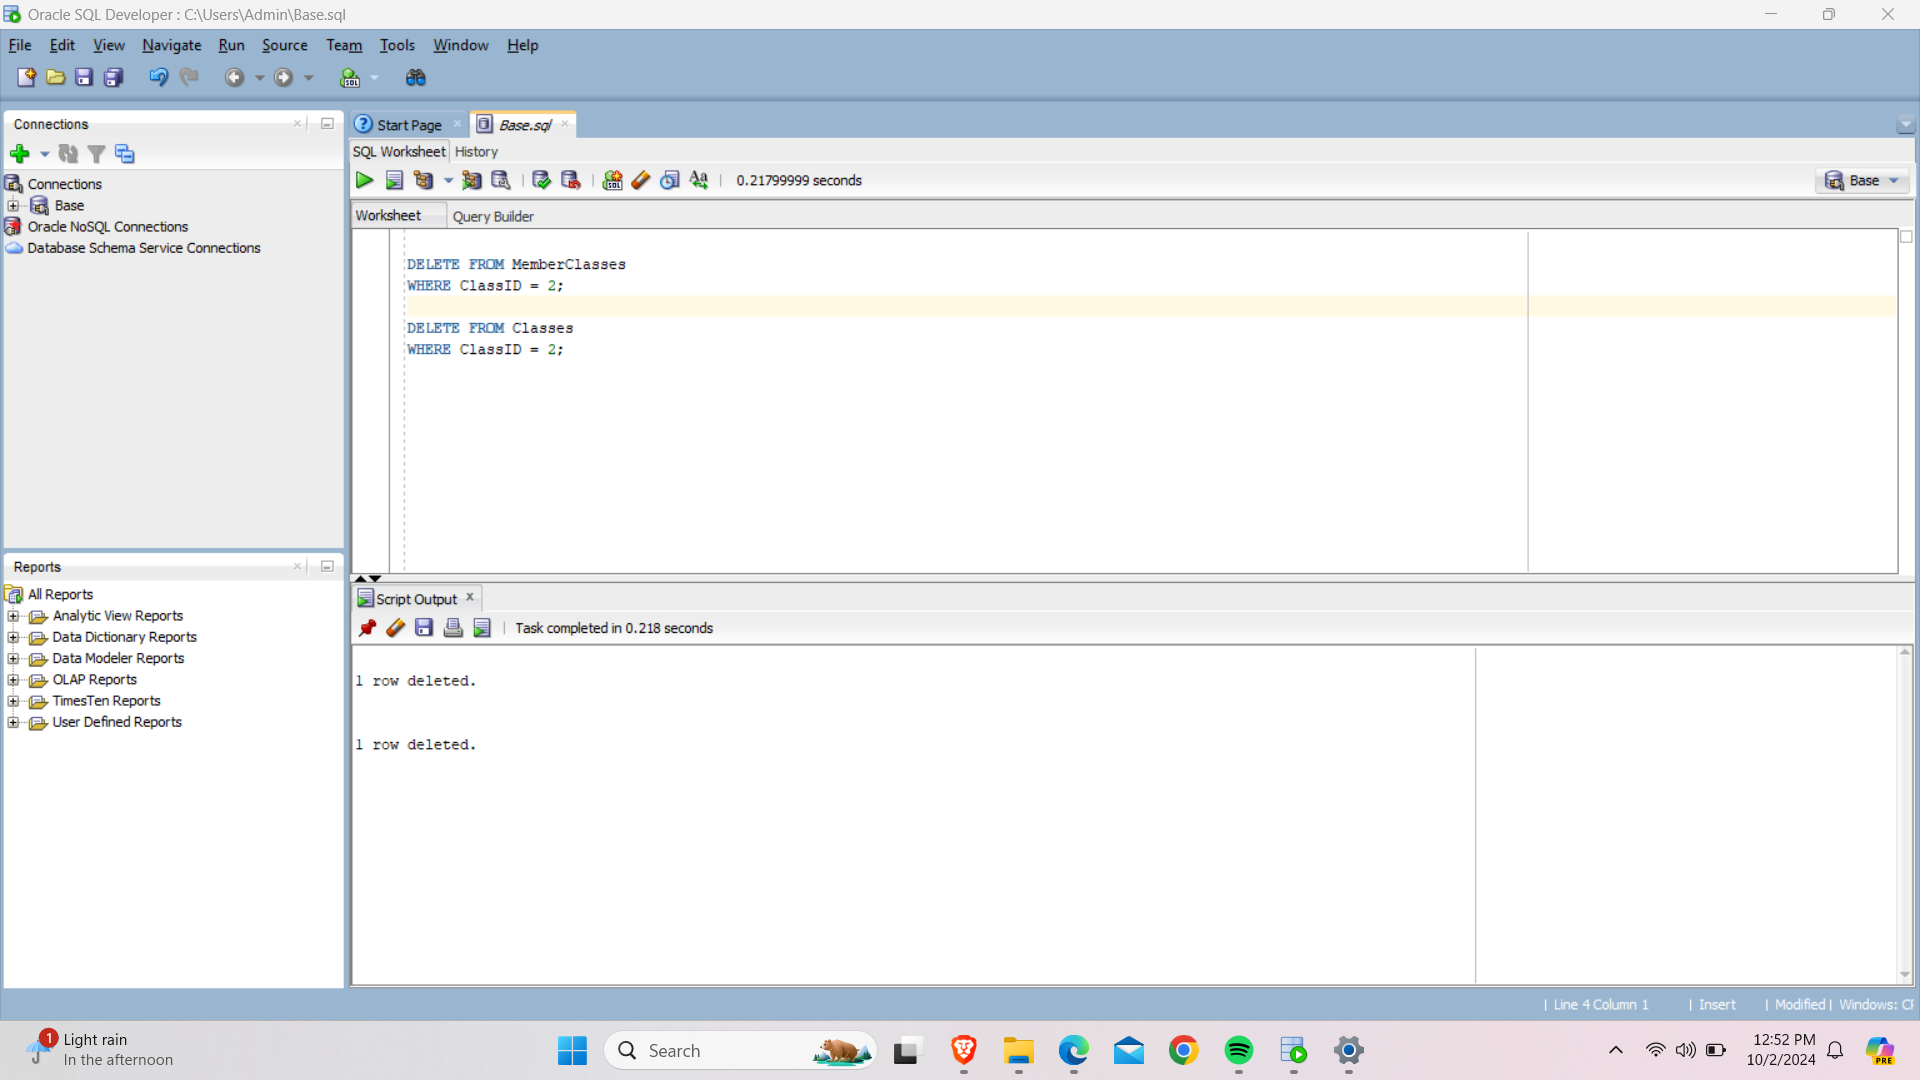 Oracle SQL Developer : C:\Users\Admin\Base.sql
File Edit View Navigate Run Source Team Tools Window Help
Connections
Connections
Base
Oracle NoSQL Connections
Database Schema Service Connections
Reports
All Reports
Analytic View Reports
Data Dictionary Reports
Data Modeler Reports
OLAP Reports
TimesTen Reports
User Defined Reports
Start Page Base.sql
SQL Worksheet History
0.21799999 seconds
Base
Worksheet Query Builder
DELETE FROM MemberClasses
WHERE ClassID = 2;
DELETE FROM Classes
WHERE ClassID = 2;
Script Output
Task completed in 0.218 seconds
1 row deleted.
1 row deleted.
| Line 4 Column 1 | Insert | Modified | Windows: CF
1
Light rain
In the afternoon
Search
12:52 PM
10/2/2024
PRE